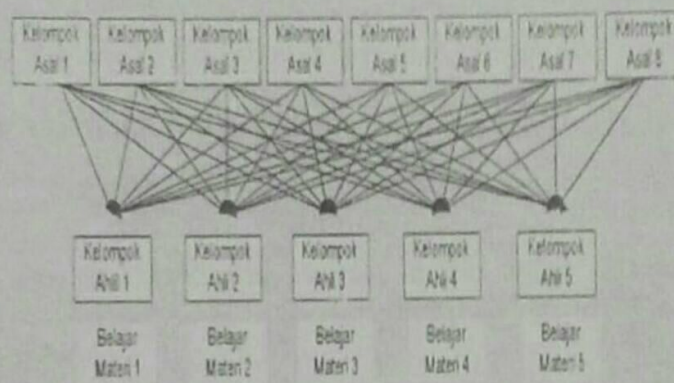 Kelompok Asal 1
Kelompok Asal 2
Kelompok Asal 3
Kelompok Asal 4
Kelompok Asal 5
Kelompok Asal 6
Kelompok Asal 7
Kelompok Asal 8
Kelompok Ahli 1
Kelompok Ahli 2
Kelompok Ahli 3
Kelompok Ahli 4
Kelompok Ahli 5
Belajar Materi 1
Belajar Materi 2
Belajar Materi 3
Belajar Materi 4
Belajar Materi 5